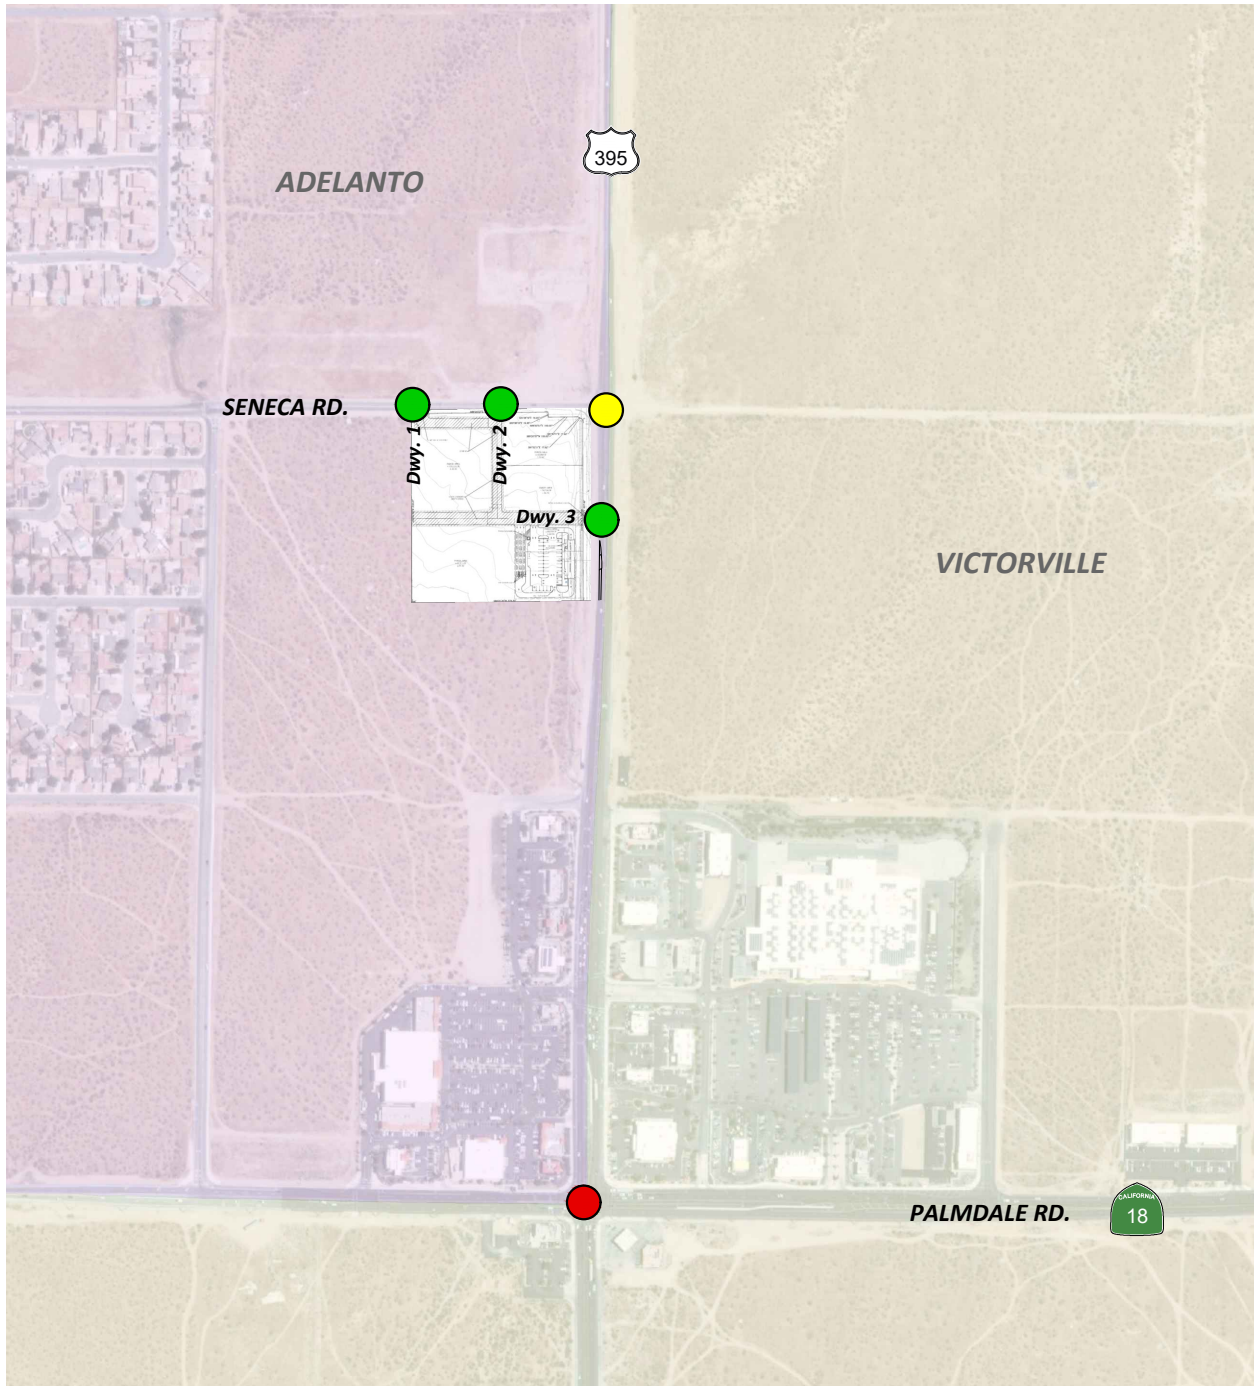 395
ADELANTO
SENECA RD.
Dwy. 1
Dwy. 2
Dwy. 3
VICTORVILLE
PALMDALE RD.
CALIFORNIA
18